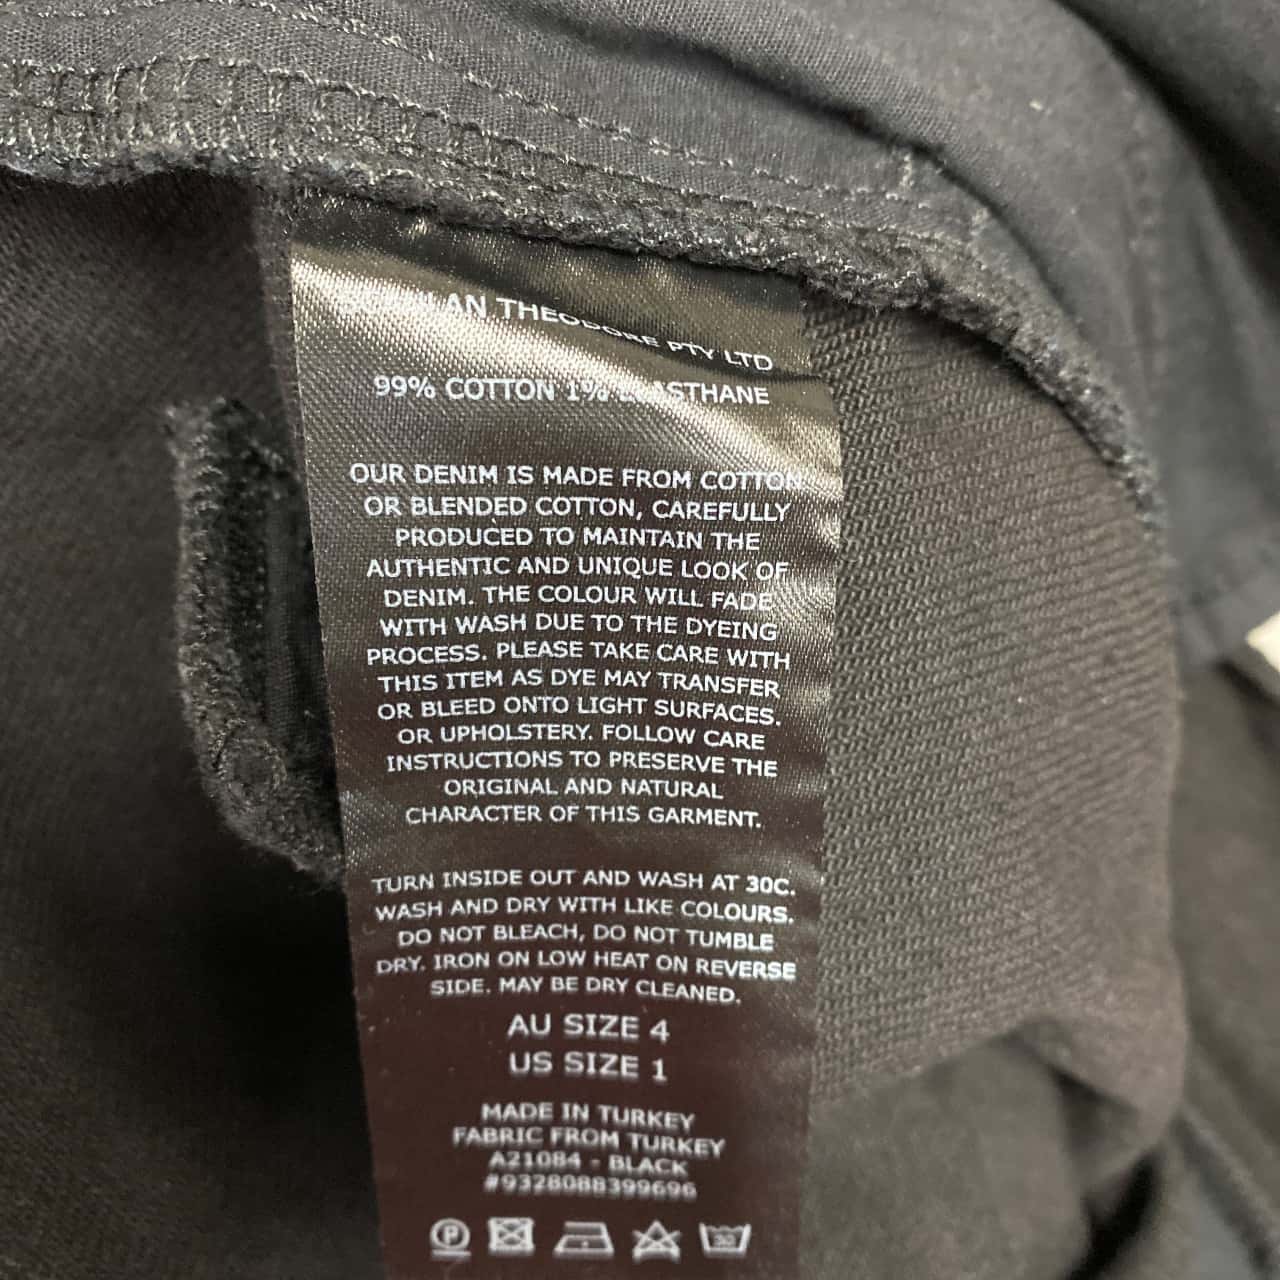 THEODORE PTY LTD
99% COTTON 1% ELASTHANE
OUR DENIM IS MADE FROM COTTON
OR BLENDED COTTON, CAREFULLY
PRODUCED TO MAINTAIN THE
AUTHENTIC AND UNIQUE LOOK OF
DENIM. THE COLOUR WILL FADE
WITH WASH DUE TO THE DYEING
PROCESS. PLEASE TAKE CARE WITH
THIS ITEM AS DYE MAY TRANSFER
OR BLEED ONTO LIGHT SURFACES.
OR UPHOLSTERY. FOLLOW CARE
INSTRUCTIONS TO PRESERVE THE
ORIGINAL AND NATURAL
CHARACTER OF THIS GARMENT.
TURN INSIDE OUT AND WASH AT 30C.
WASH AND DRY WITH LIKE COLOURS.
DO NOT BLEACH, DO NOT TUMBLE
DRY. IRON ON LOW HEAT ON REVERSE
SIDE. MAY BE DRY CLEANED.
AU SIZE 4
US SIZE 1
MADE IN TURKEY
FABRIC FROM TURKEY
A21084 - BLACK
#9328088399696
P 30